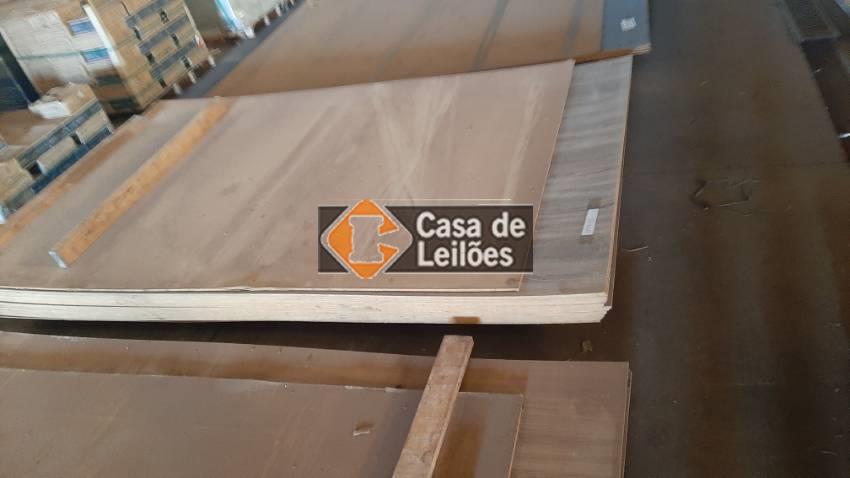 Casa de
Leilões